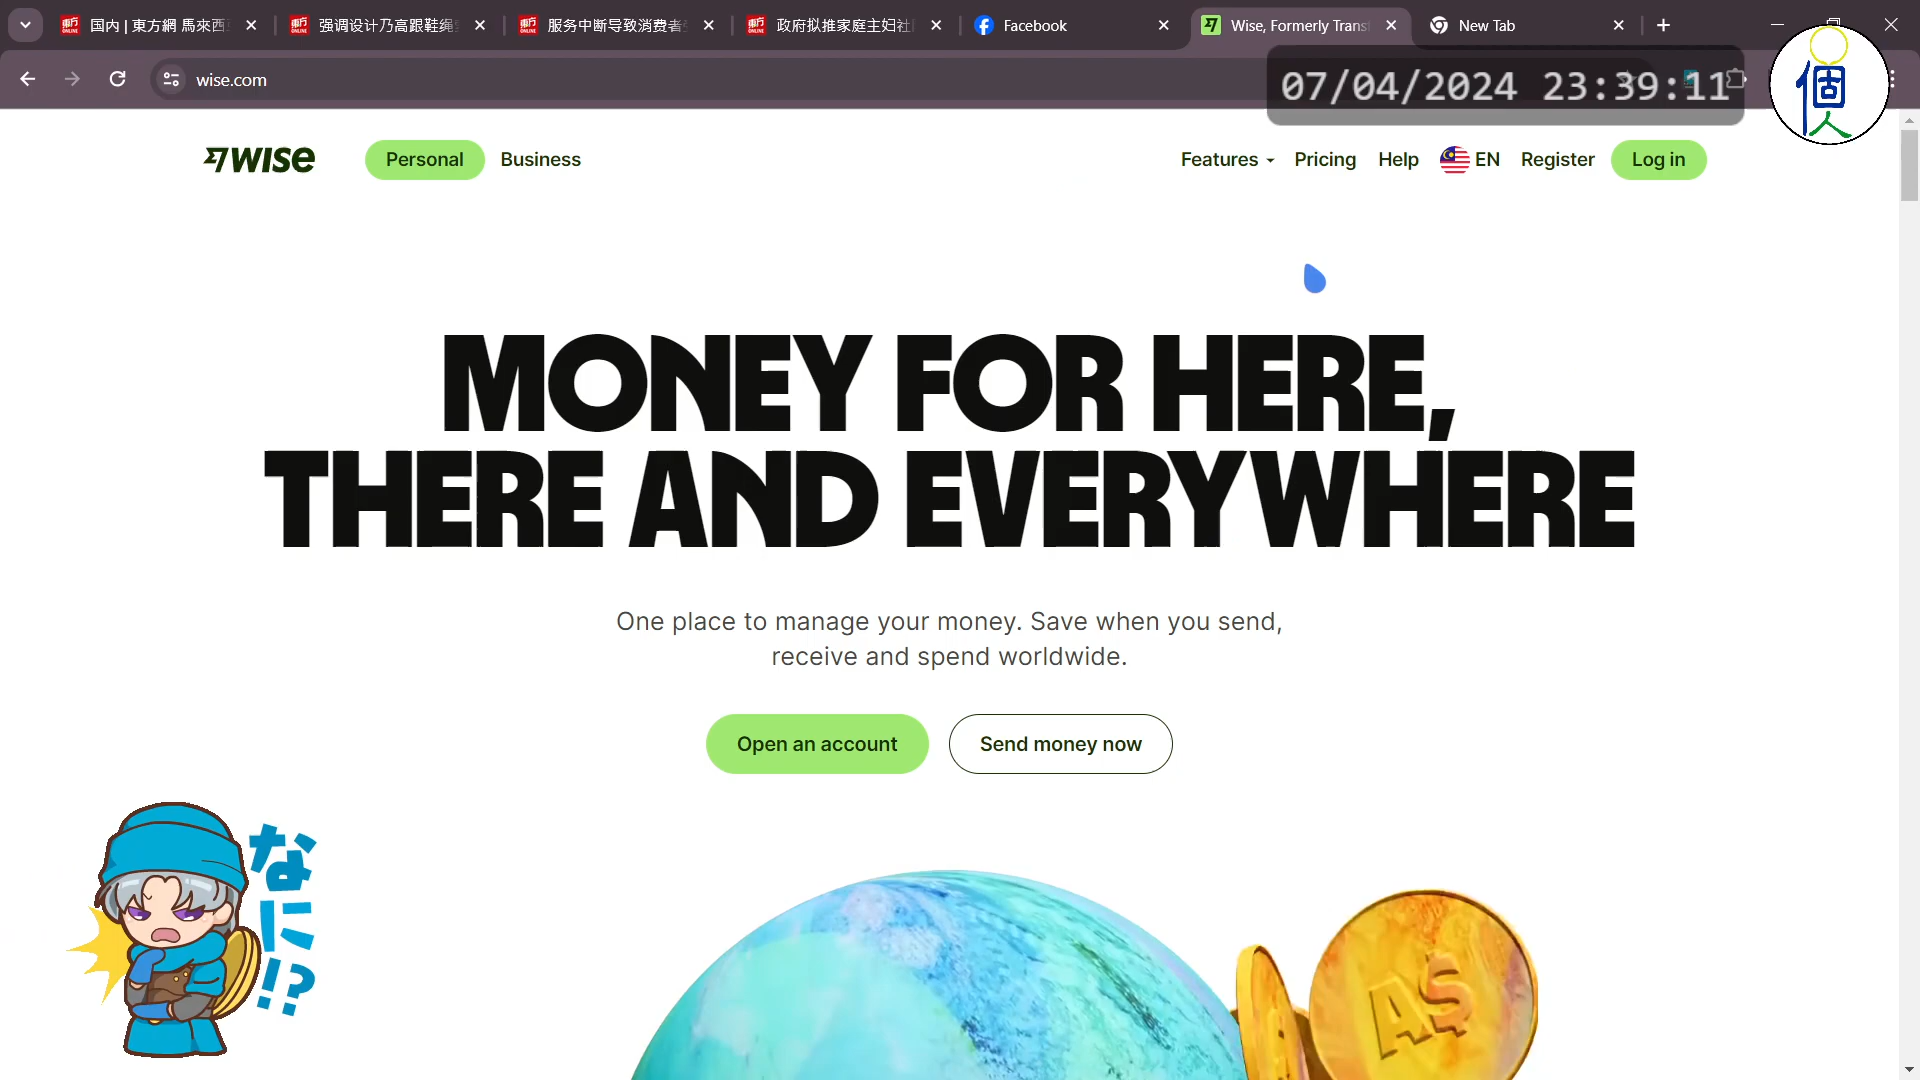 国内 | 東方網 馬來西
强调设计乃高跟鞋绳
服务中断导致消费者
政府拟推家庭主妇社
Facebook
Wise, Formerly Trans
New Tab
wise.com
07/04/2024 23:39:11
個人
WISE
Personal
Business
Features
Pricing
Help
EN
Register
Log in
MONEY FOR HERE,
THERE AND EVERYWHERE
One place to manage your money. Save when you send,
receive and spend worldwide.
Open an account
Send money now
なに!?
A$